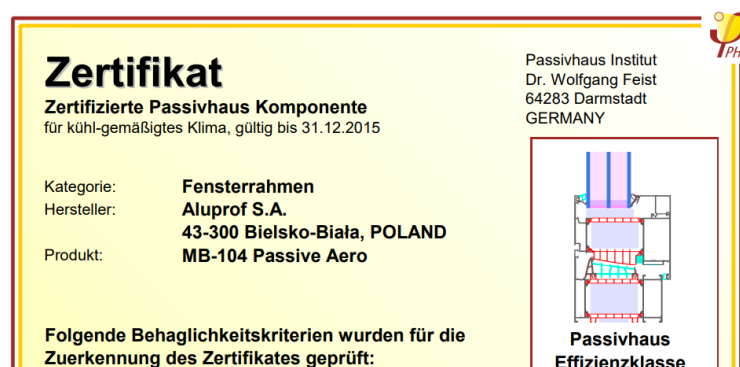 Zertifikat
Zertifizierte Passivhaus Komponente
für kühl-gemäßigtes Klima, gültig bis 31.12.2015
Passivhaus Institut
Dr. Wolfgang Feist
64283 Darmstadt
GERMANY
PH
Kategorie: Fensterrahmen
Hersteller: Aluprof S.A.
43-300 Bielsko-Biała, POLAND
Produkt: MB-104 Passive Aero
Folgende Behaglichkeitskriterien wurden für die
Zuerkennung des Zertifikates geprüft:
Passivhaus
Effizienzklasse